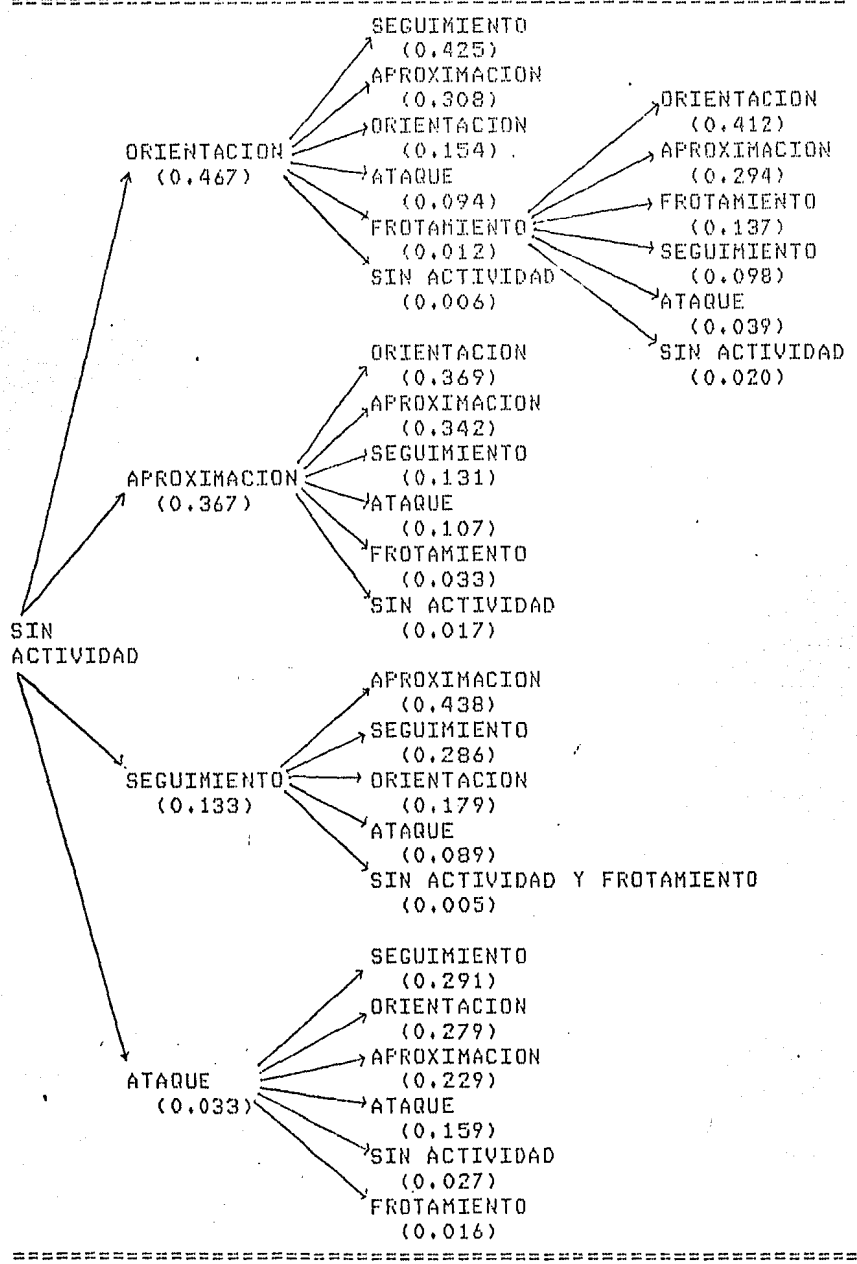 SEGUIMIENTO
(0.425)
APROXIMACION
(0.308)
ORIENTACION
(0.154)
ATAQUE
(0.094)
FROTAMIENTO
(0.012)
SIN ACTIVIDAD
(0.006)
ORIENTACION
(0.467)
ORIENTACION
(0.412)
APROXIMACION
(0.294)
FROTAMIENTO
(0.137)
SEGUIMIENTO
(0.098)
ATAQUE
(0.039)
SIN ACTIVIDAD
(0.020)
ORIENTACION
(0.369)
APROXIMACION
(0.342)
SEGUIMIENTO
(0.131)
ATAQUE
(0.107)
FROTAMIENTO
(0.033)
SIN ACTIVIDAD
(0.017)
APROXIMACION
(0.367)
SIN
ACTIVIDAD
APROXIMACION
(0.438)
SEGUIMIENTO
(0.286)
ORIENTACION
(0.179)
ATAQUE
(0.089)
SIN ACTIVIDAD Y FROTAMIENTO
(0.005)
SEGUIMIENTO
(0.133)
SEGUIMIENTO
(0.291)
ORIENTACION
(0.279)
APROXIMACION
(0.229)
ATAQUE
(0.159)
SIN ACTIVIDAD
(0.027)
FROTAMIENTO
(0.016)
ATAQUE
(0.033)